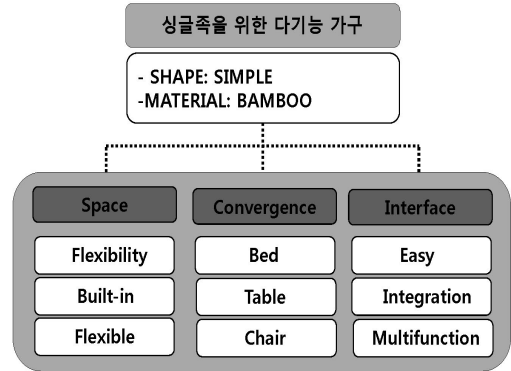 싱글족을 위한 다기능 가구
- SHAPE: SIMPLE
-MATERIAL: BAMBOO
Space Convergence Interface
Flexibility Bed Easy
Built-in Table Integration
Flexible Chair Multifunction